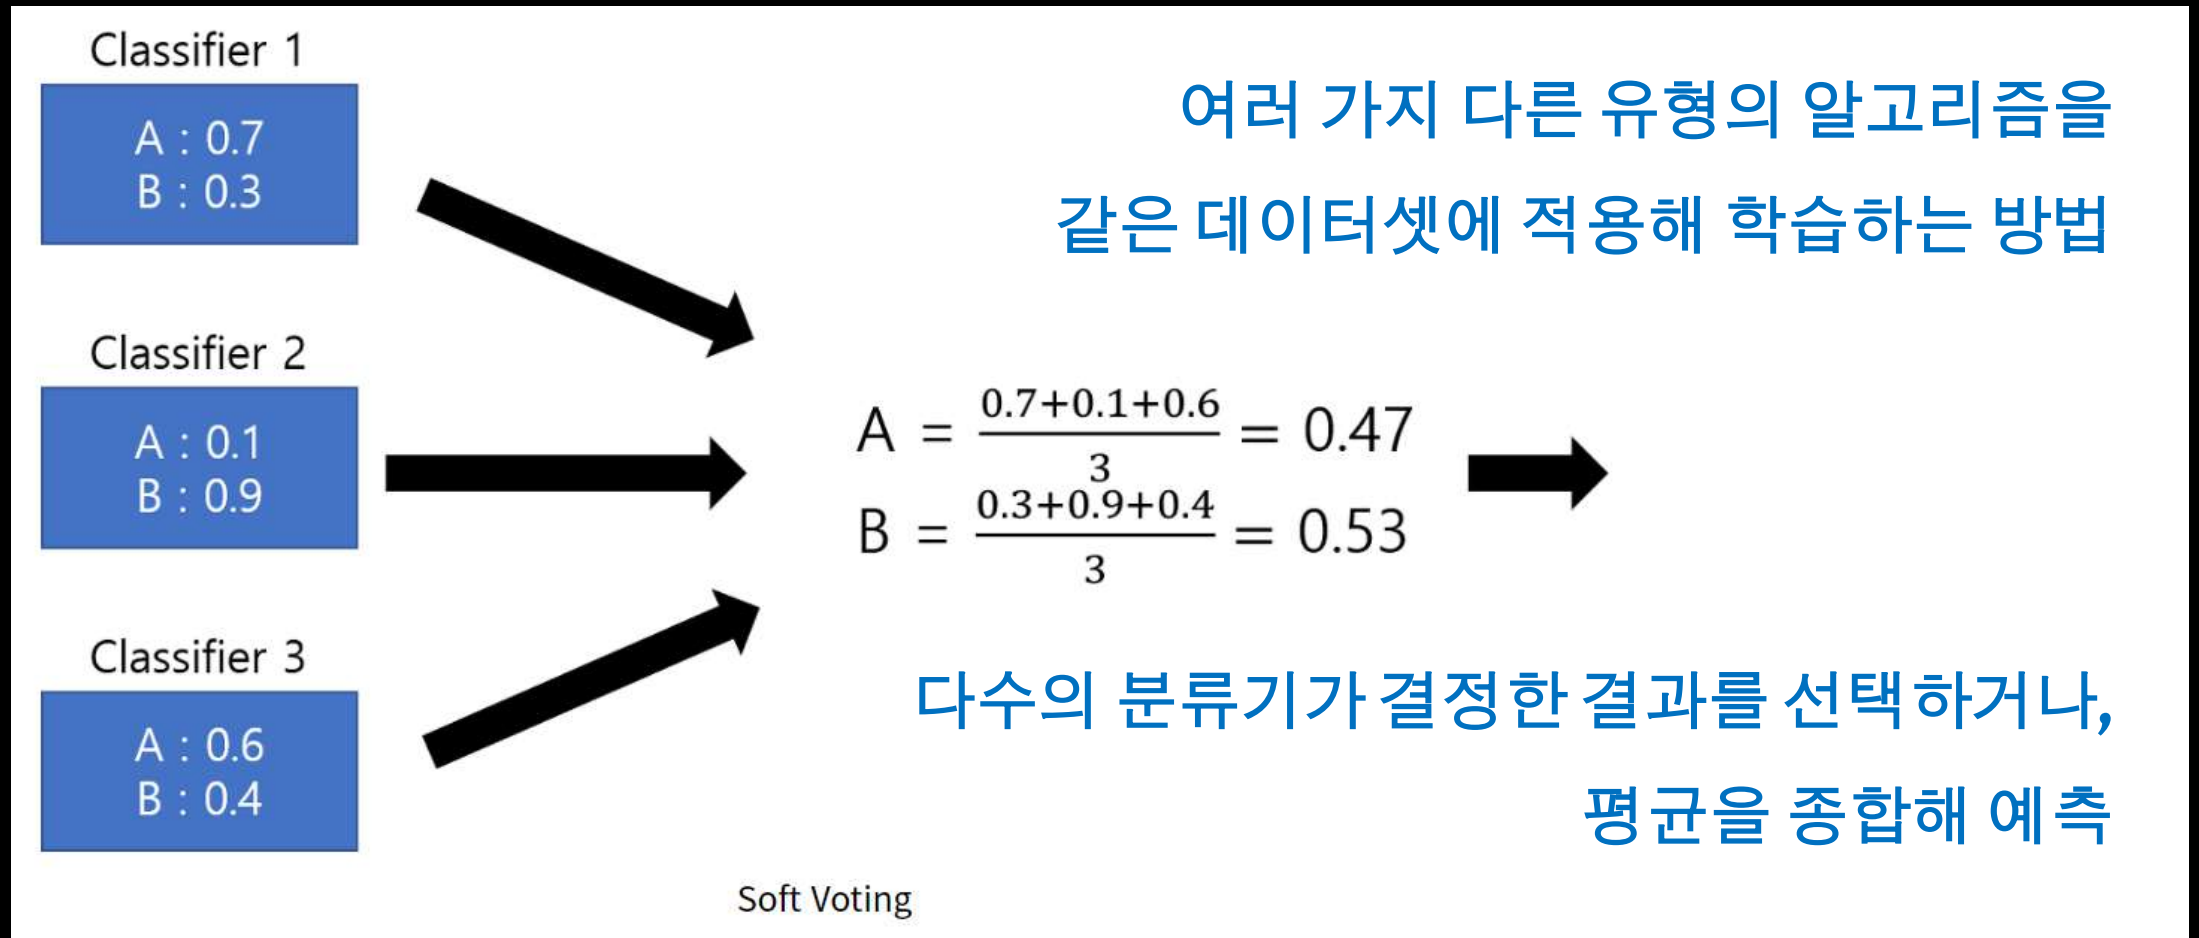 Classifier 1
A : 0.7
B : 0.3
여러 가지 다른 유형의 알고리즘을
같은 데이터셋에 적용해 학습하는 방법
Classifier 2
A : 0.1
B : 0.9
A = (0.7+0.1+0.6)/3 = 0.47
B = (0.3+0.9+0.4)/3 = 0.53
Classifier 3
A : 0.6
B : 0.4
다수의 분류기가 결정한 결과를 선택하거나,
평균을 종합해 예측
Soft Voting